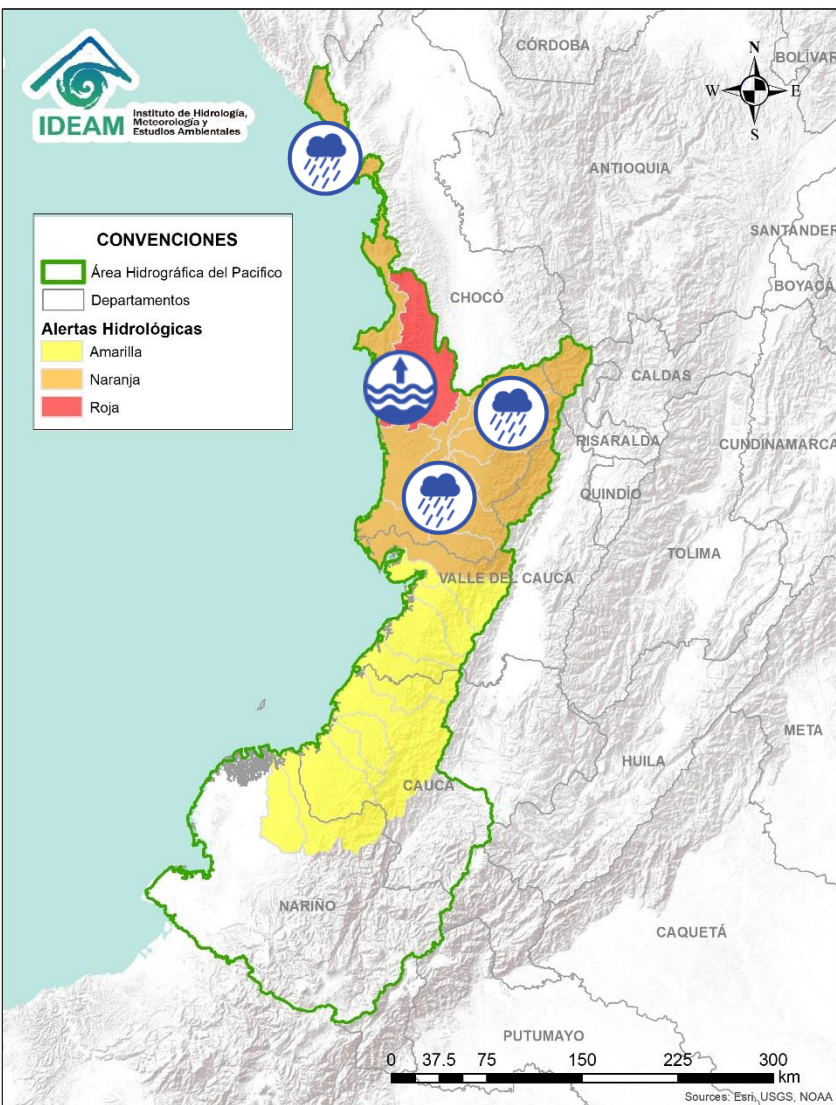 IDEAM
Instituto de Hidrología,
Meteorología y
Estudios Ambientales
N
W
E
S
CÓRDOBA
BOLÍVAR
ANTIOQUIA
SANTANDER
BOYACÁ
CHOCÓ
CALDAS
RISARALDA
CUNDINAMARCA
QUINDÍO
TOLIMA
VALLE DEL CAUCA
META
HUILA
CAUCA
NARIÑO
CAQUETÁ
PUTUMAYO
CONVENCIONES
Área Hidrográfica del Pacifico
Departamentos
Alertas Hidrológicas
Amarilla
Naranja
Roja
0 37.5 75 150 225 300
km
Sources: Esri, USGS, NOAA